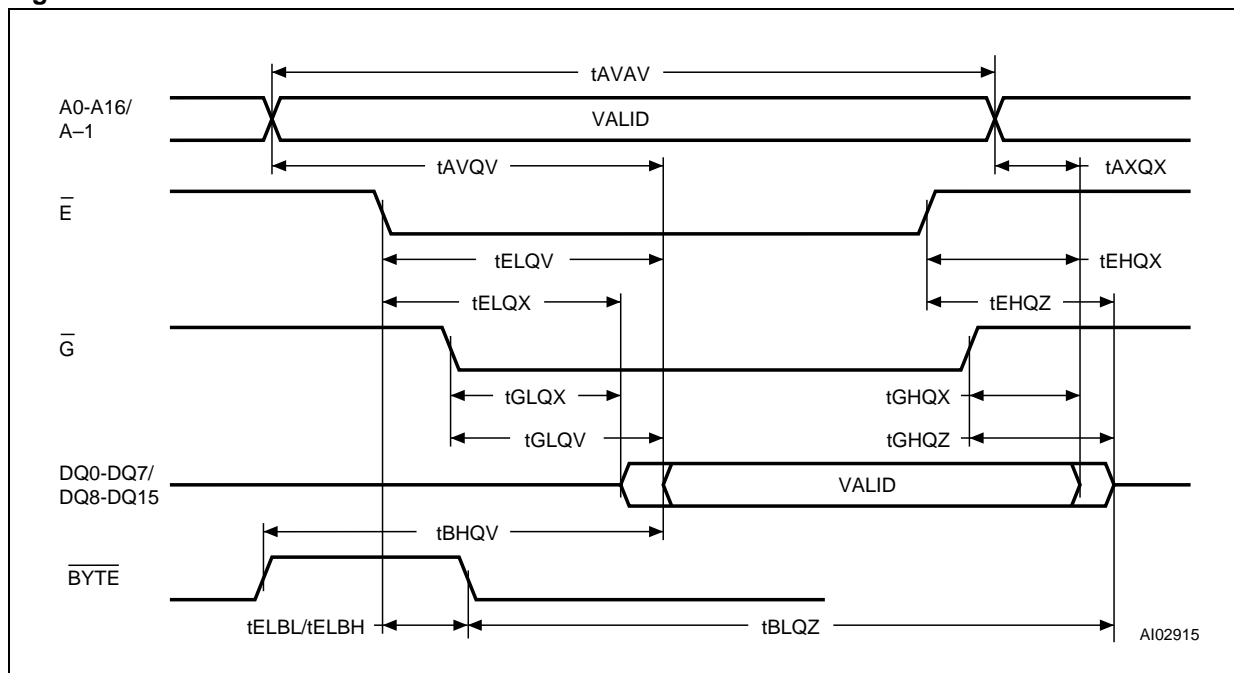 tAVAV
A0-A16/
A–1
VALID
tAVQV
tAXQX
E
tELQV
tEHQX
tELQX
tEHQZ
G
tGLQX
tGHQX
tGLQV
tGHQZ
DQ0-DQ7/
DQ8-DQ15
VALID
tBHQV
BYTE
tELBL/tELBH
tBLQZ
AI02915